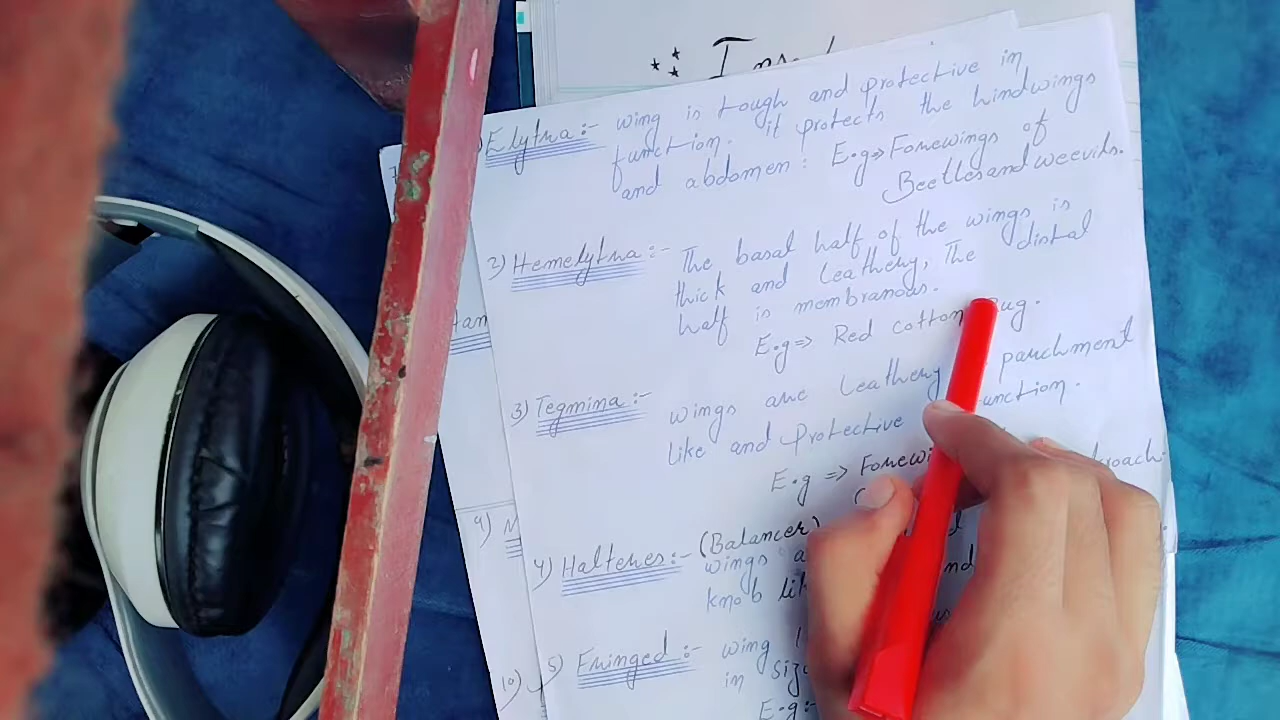 Elytra:- wing is tough and protective in
function. it protects the hindwings
and abdomen: E.g=> Forewings of
Beetles and weevils.
2) Hemelytra:- The basal half of the wings is
thick and leathery, The distal
half is membranous.
E.g=> Red cotton bug.
3) Tegmina:- wings are leathery parchment
like and protective function.
E.g => 
4) Halteres:- (Balancer)
wings
knob
5) Fringed:- wing
in
E.g:-
9)
10)